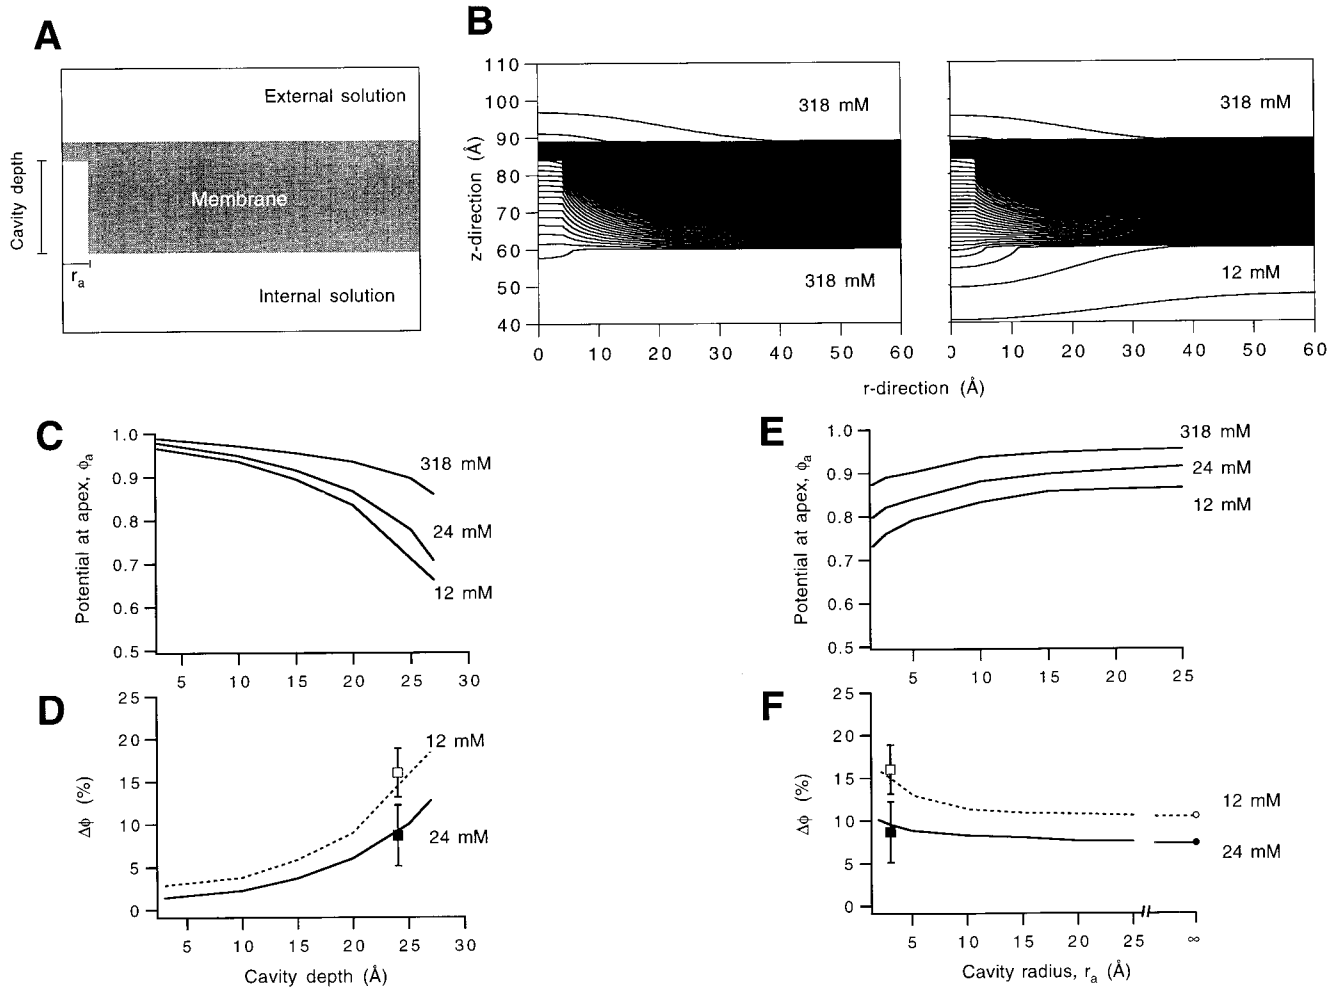 A
External solution
Cavity depth
Membrane
r_a
Internal solution
B
110
100
90
80
70
60
50
40
z-direction (Å)
318 mM
318 mM
0 10 20 30 40 50 60
318 mM
12 mM
0 10 20 30 40 50 60
r-direction (Å)
C
1.0
0.9
0.8
0.7
0.6
0.5
Potential at apex, ϕ_a
318 mM
24 mM
12 mM
5 10 15 20 25 30
E
1.0
0.9
0.8
0.7
0.6
0.5
Potential at apex, ϕ_a
318 mM
24 mM
12 mM
5 10 15 20 25
D
25
20
15
10
5
0
Δϕ (%)
12 mM
24 mM
5 10 15 20 25 30
Cavity depth (Å)
F
25
20
15
10
5
0
Δϕ (%)
12 mM
24 mM
5 10 15 20 25 ∞
Cavity radius, r_a (Å)